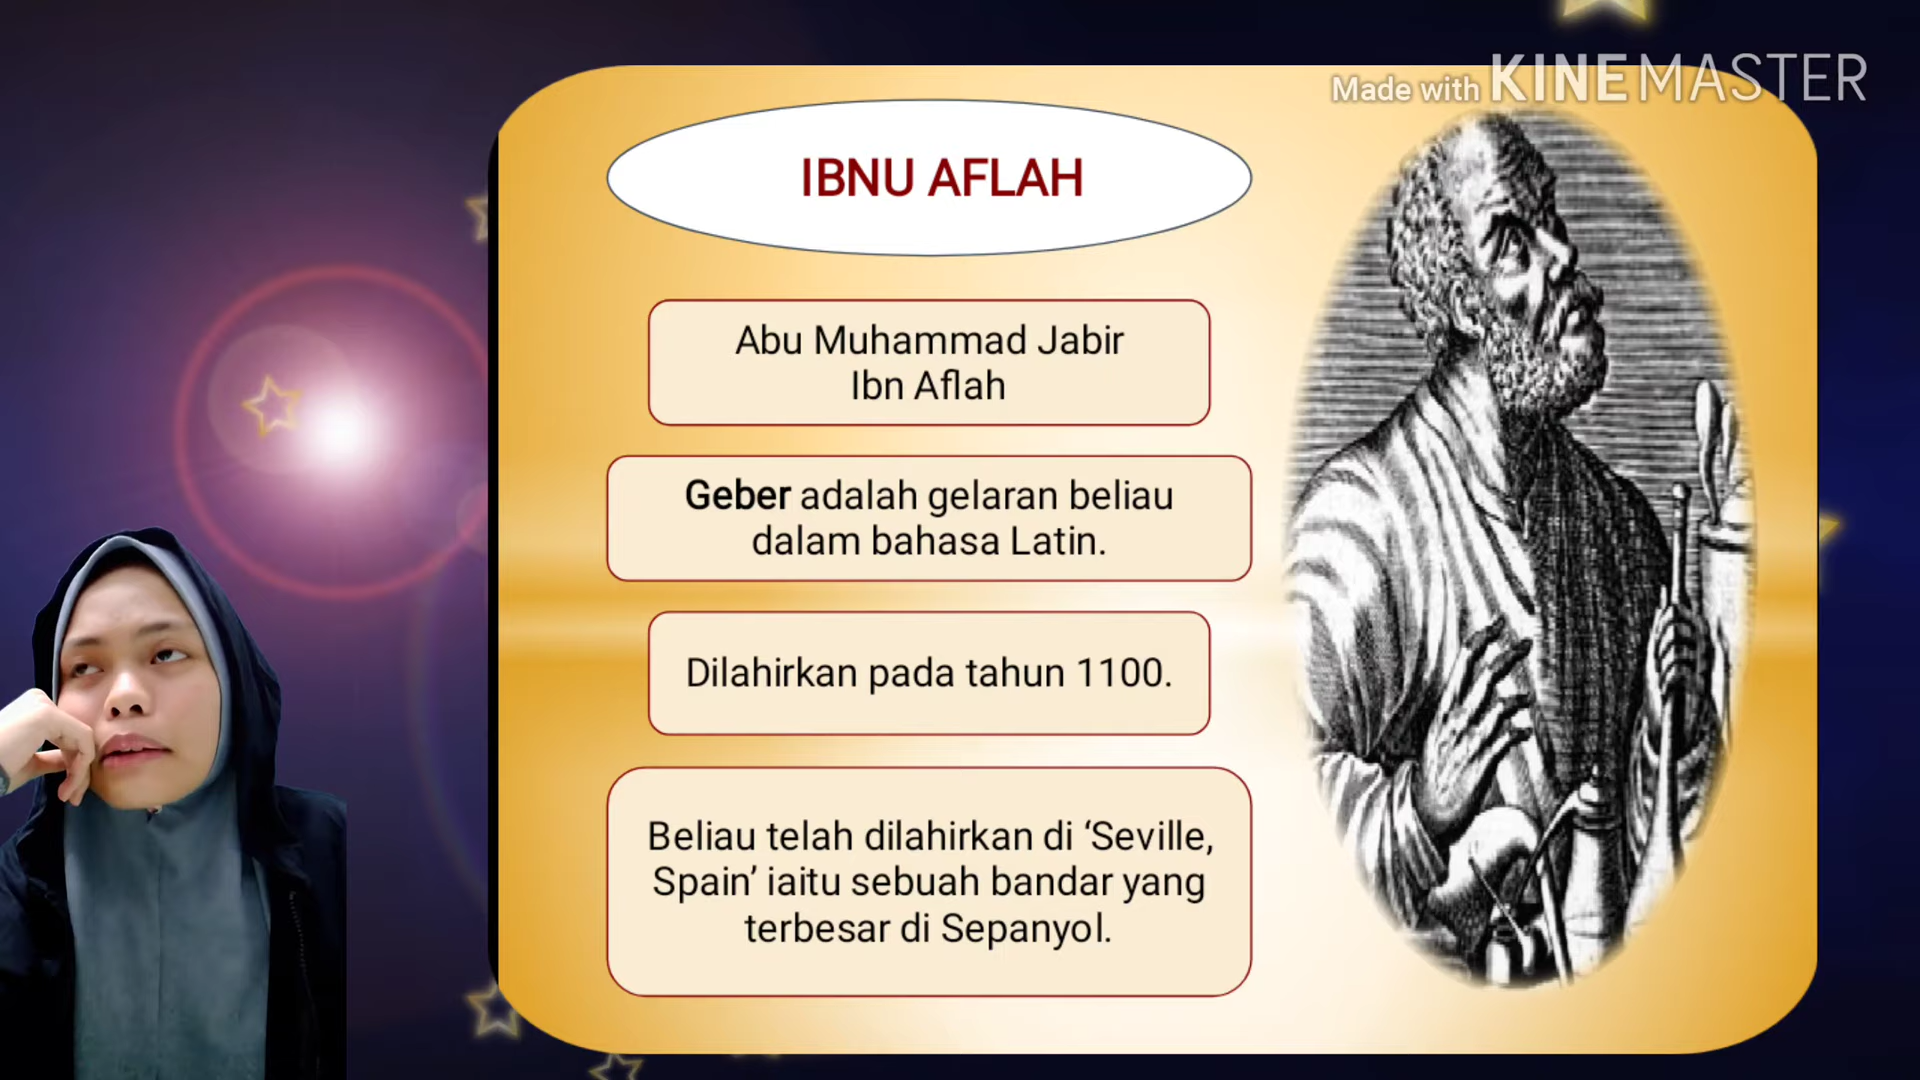 Made with KINEMASTER
IBNU AFLAH
Abu Muhammad Jabir
Ibn Aflah
Geber adalah gelaran beliau
dalam bahasa Latin.
Dilahirkan pada tahun 1100.
Beliau telah dilahirkan di ‘Seville,
Spain’ iaitu sebuah bandar yang
terbesar di Sepanyol.